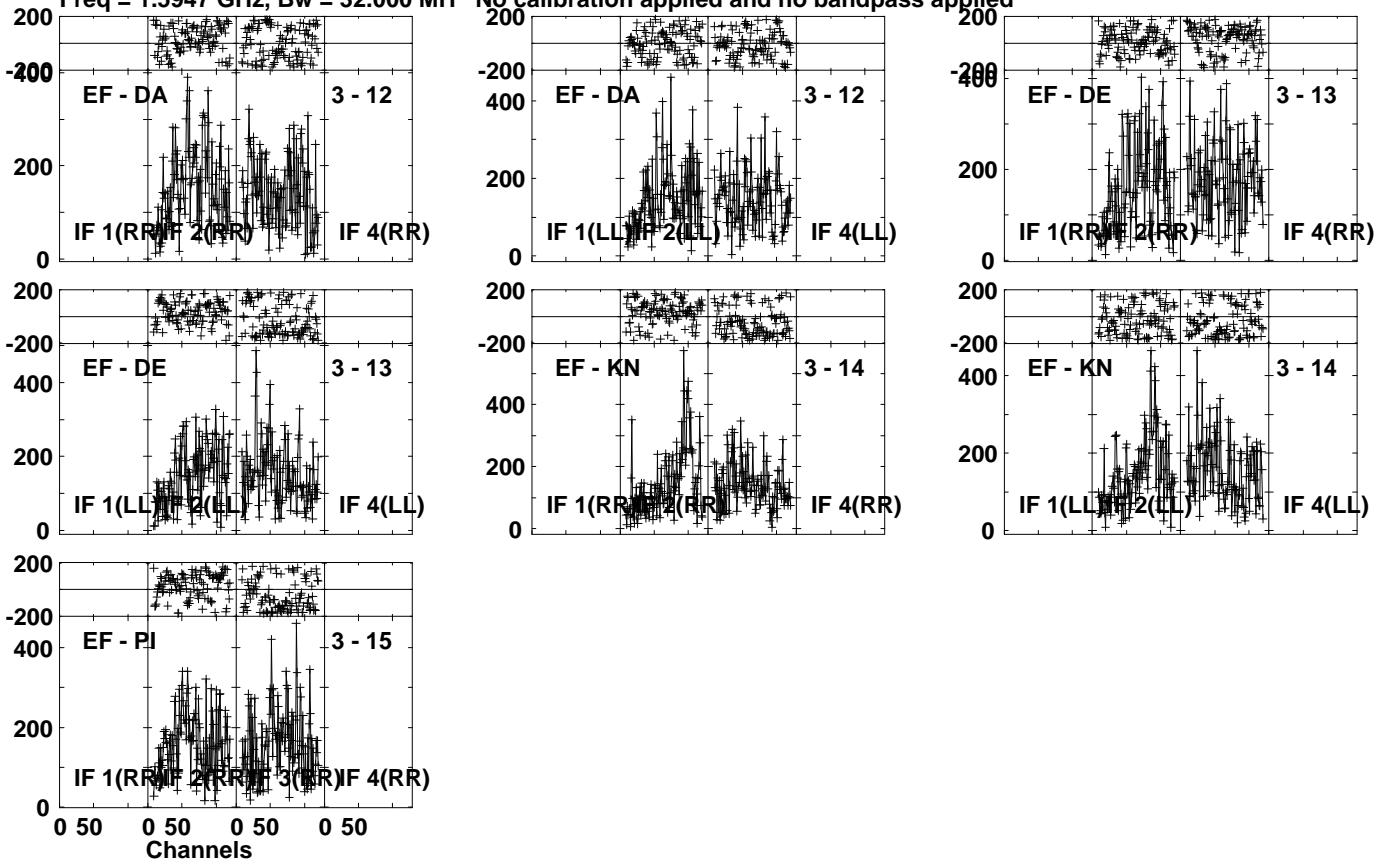 Freq = 1.5947 GHz, Bw = 32.000 MH No calibration applied and no bandpass applied
200 200 200
-200 -200 -200
400 400
EF - DA 3 - 12 EF - DA 3 - 12 EF - DE 3 - 13
400
200 200 200
IF 1(RR) IF 2(RR) IF 4(RR) IF 1(LL) IF 2(LL) IF 4(LL) IF 1(RR) IF 2(RR) IF 4(RR)
0 0 0
200 200 200
-200 -200 -200
EF - DE 3 - 13 EF - KN 3 - 14 EF - KN 3 - 14
400 400 400
200 200 200
IF 1(LL) IF 2(LL) IF 4(LL) IF 1(RR) IF 2(RR) IF 4(RR) IF 1(LL) IF 2(LL) IF 4(LL)
0 0 0
200
-200
EF - PI 3 - 15
400
200
IF 1(RR) IF 2(RR) IF 3(RR) IF 4(RR)
0
0 50 0 50 0 50 0 50
Channels